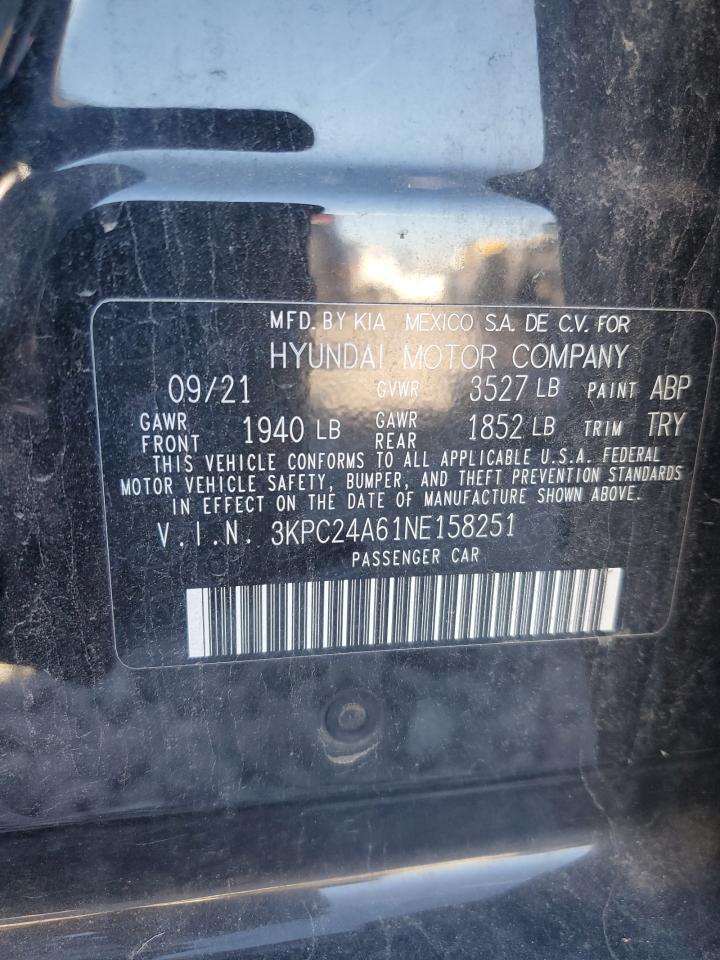 MFD. BY KIA MEXICO S.A. DE C.V. FOR
HYUNDAI MOTOR COMPANY
09/21 GVWR 3527 LB PAINT ABP
GAWR FRONT 1940 LB GAWR REAR 1852 LB TRIM TRY
THIS VEHICLE CONFORMS TO ALL APPLICABLE U.S.A. FEDERAL
MOTOR VEHICLE SAFETY, BUMPER, AND THEFT PREVENTION STANDARDS
IN EFFECT ON THE DATE OF MANUFACTURE SHOWN ABOVE.
V.I.N. 3KPC24A61NE158251
PASSENGER CAR